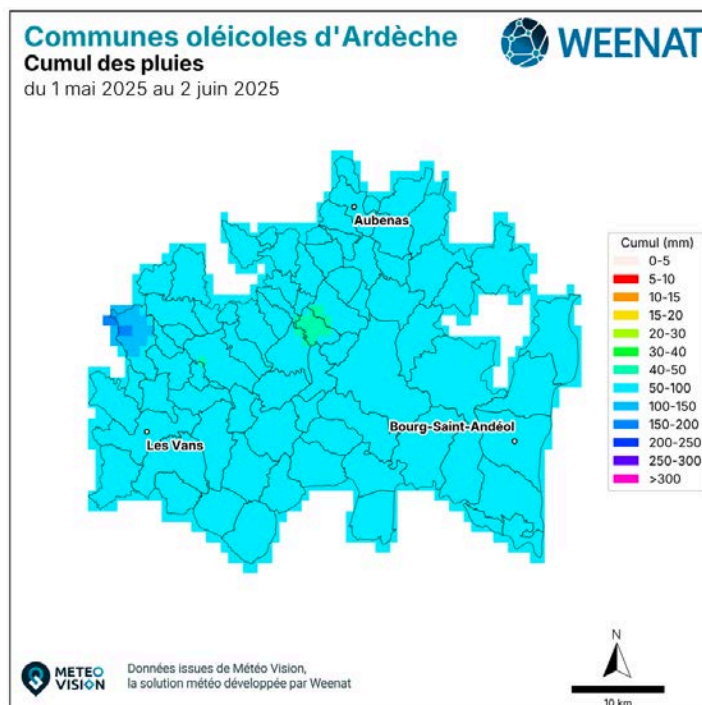 Communes oléicoles d'Ardèche
Cumul des pluies
du 1 mai 2025 au 2 juin 2025
WEENAT
Aubenas
Cumul (mm)
0-5
5-10
10-15
15-20
20-30
30-40
40-50
50-100
100-150
150-200
200-250
250-300
>300
Bourg-Saint-Andéol
Les Vans
METEO
VISION
Données issues de Météo Vision,
la solution météo développée par Weenat
N
10 km